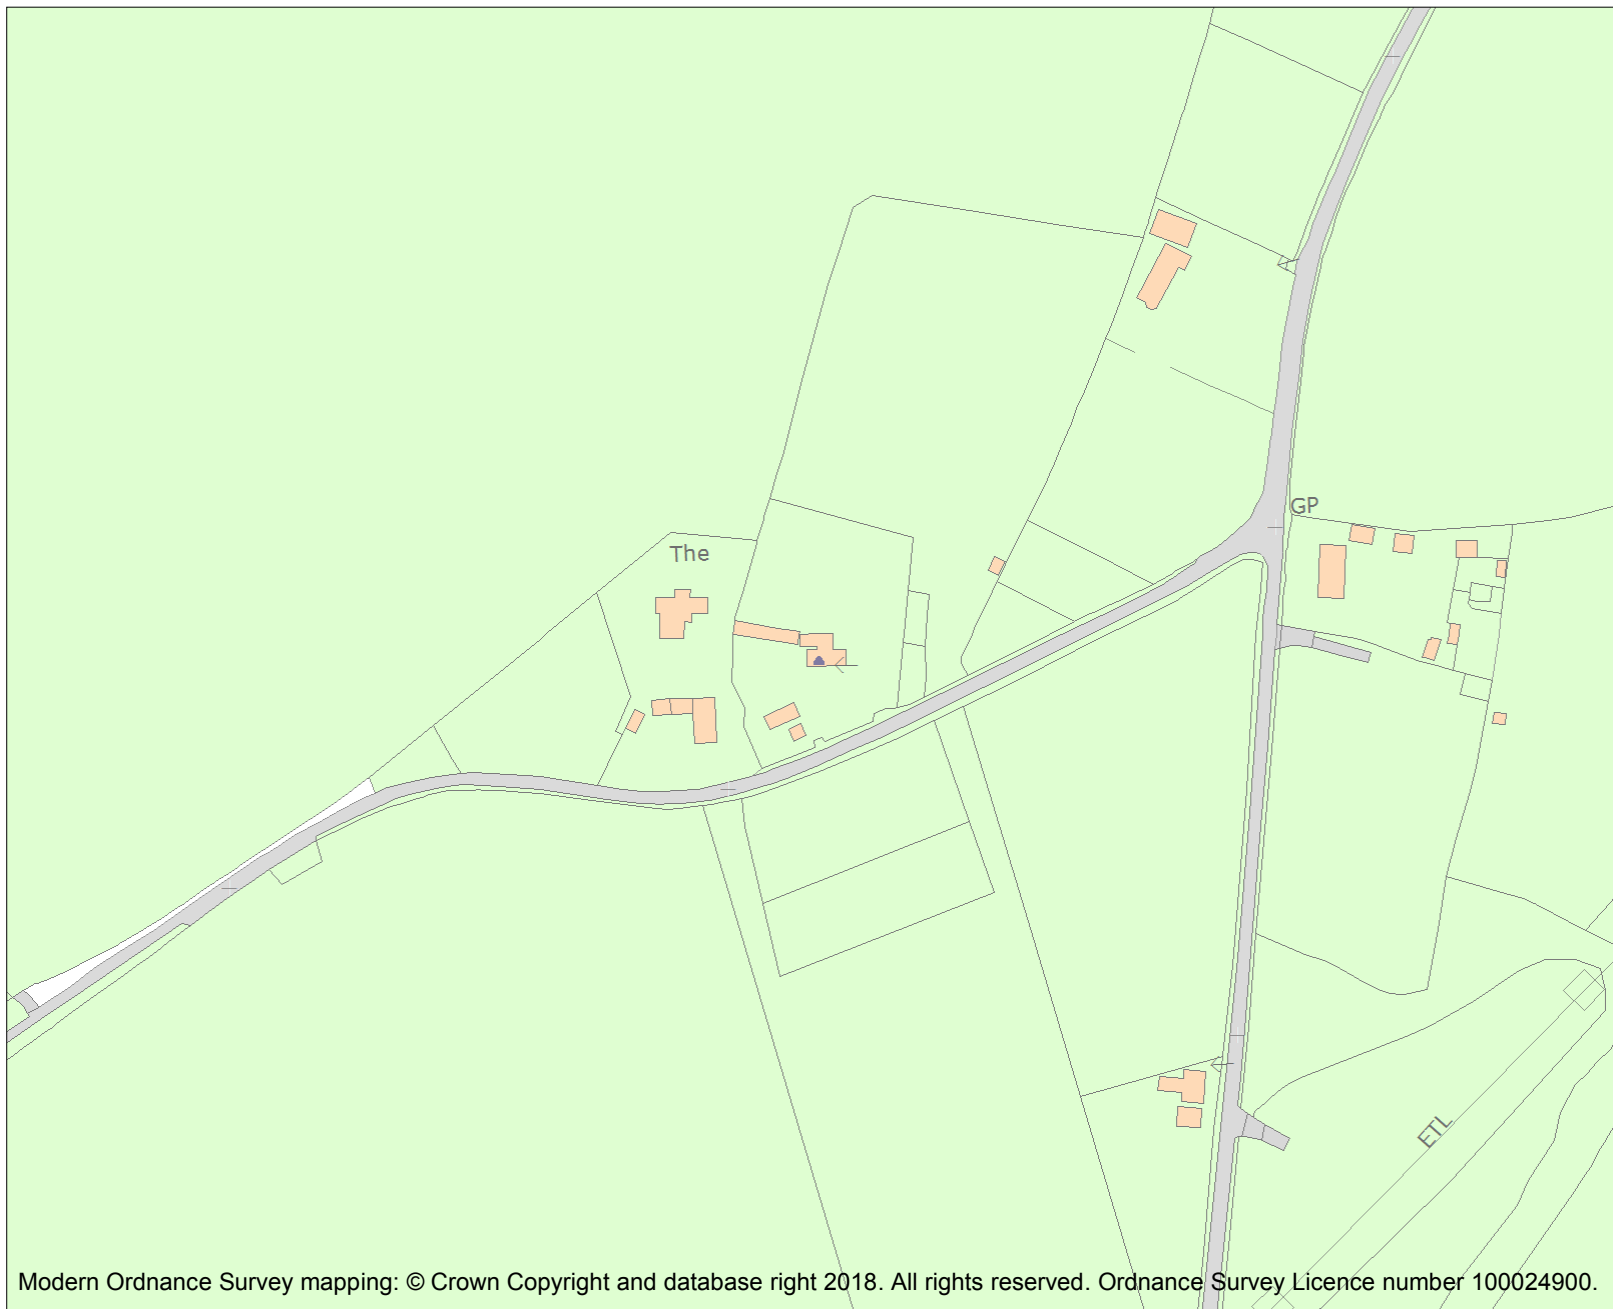 GP
The
ETL
Modern Ordnance Survey mapping: © Crown Copyright and database right 2018. All rights reserved. Ordnance Survey Licence number 100024900.